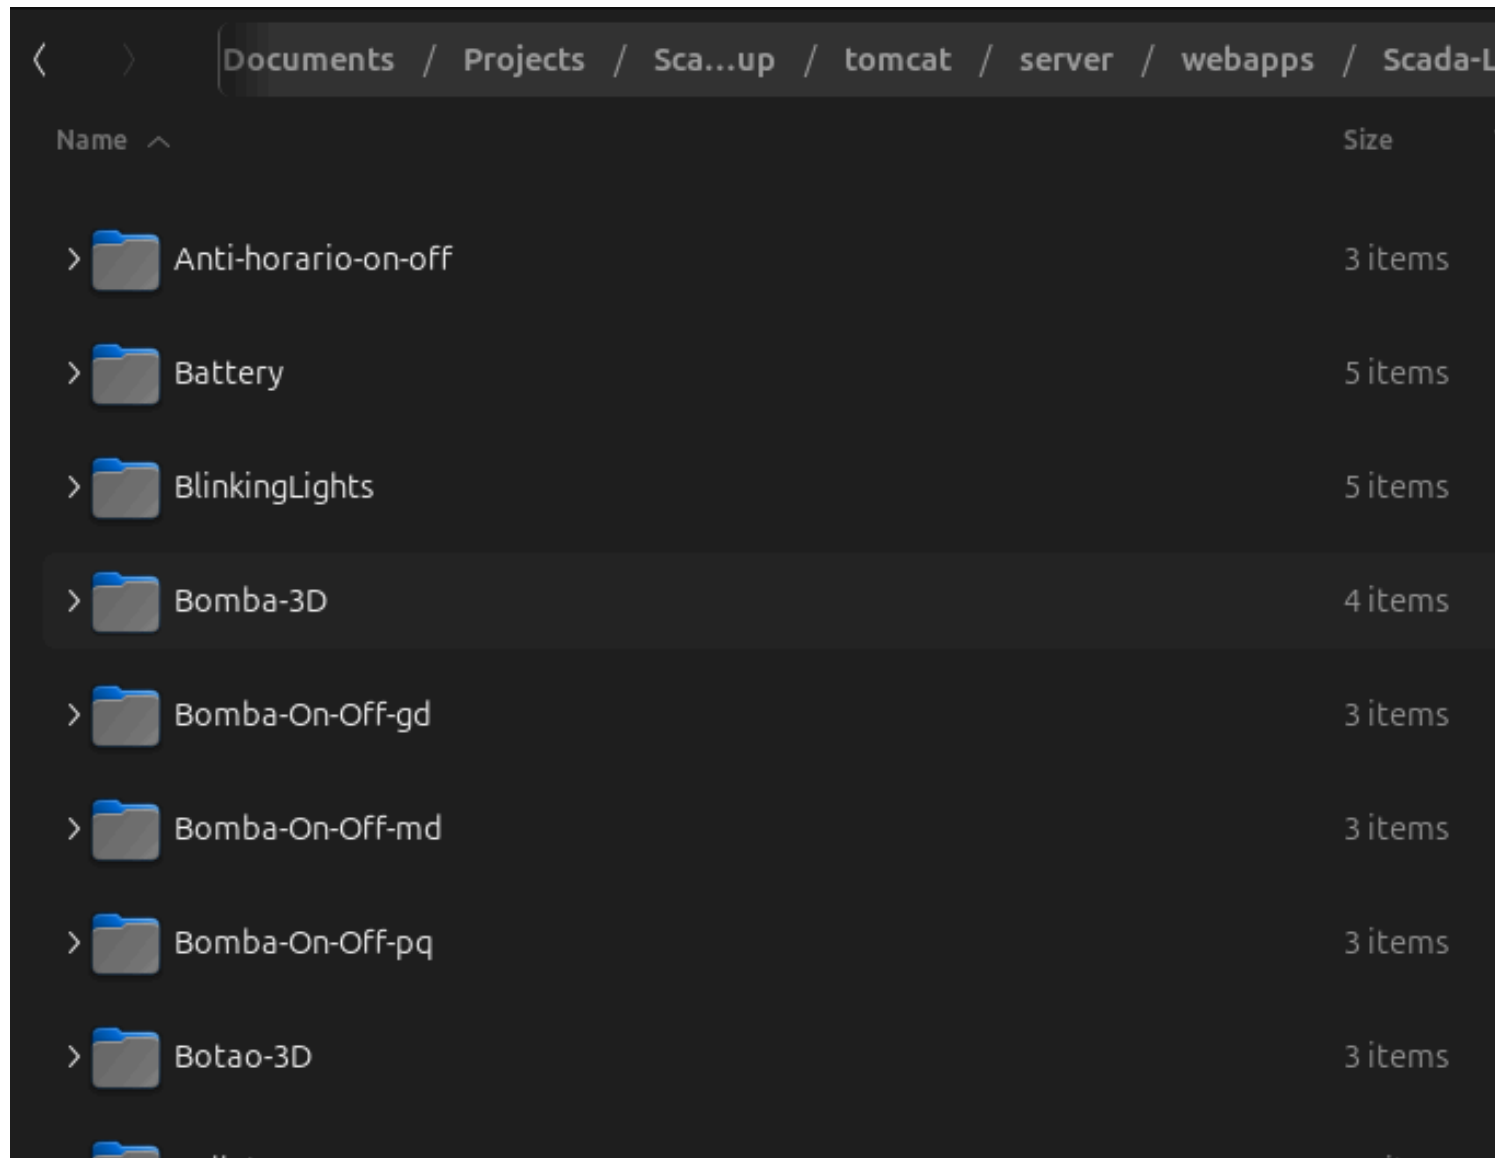 Documents / Projects / Sca...up / tomcat / server / webapps / Scada-L
Name Size
Anti-horario-on-off 3 items
Battery 5 items
BlinkingLights 5 items
Bomba-3D 4 items
Bomba-On-Off-gd 3 items
Bomba-On-Off-md 3 items
Bomba-On-Off-pq 3 items
Botao-3D 3 items